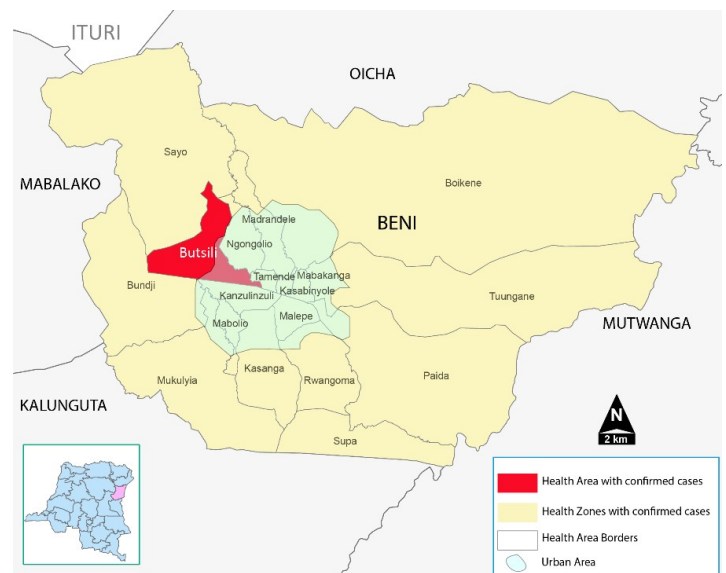 ITURI
OICHA
Sayo
MABALAKO
Boikene
Madrandele
BENI
Ngongolio
Butsili
Tamende
Mabakanga
Bundji
Kasabinyole
Kanzulinzuli
Tuungane
Mabolio
Malepe
MUTWANGA
Kasanga
Rwangoma
Paida
Mukulyia
KALUNGUTA
N
2 km
Supa
Health Area with confirmed cases
Health Zones with confirmed cases
Health Area Borders
Urban Area